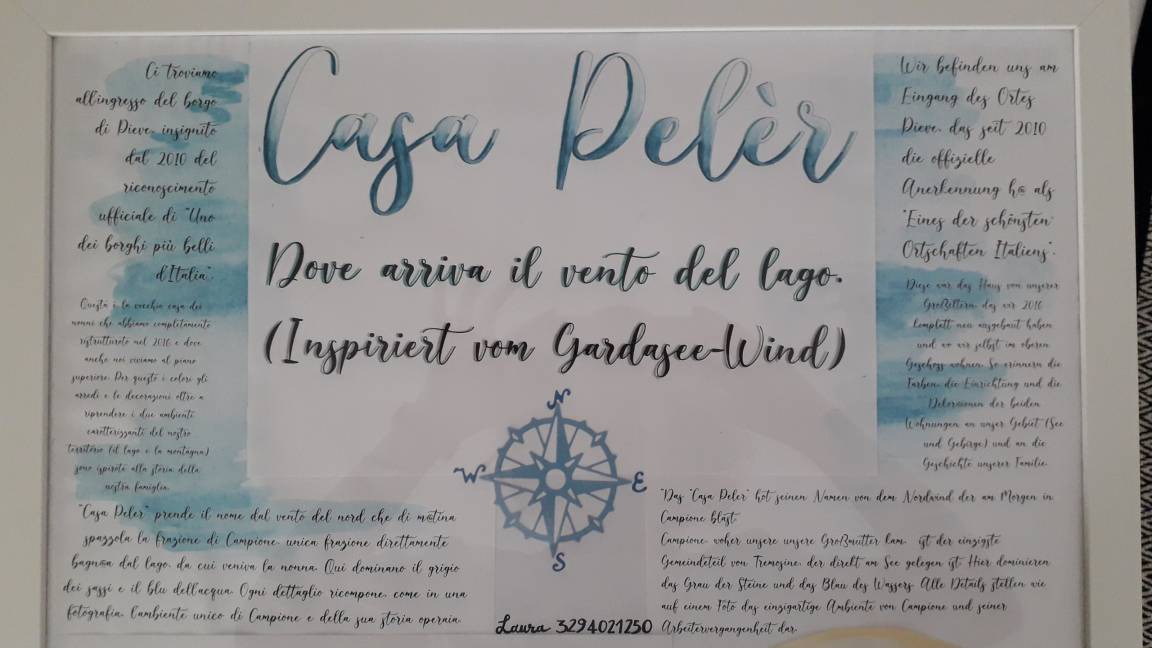 Casa Pelèr
Dove arriva il vento del lago.
(Inspiriert vom Gardasee-Wind)
Ci troviamo
all'ingresso del borgo
di Pieve, insignito
dal 2010 del
riconoscimento
ufficiale di "Uno
dei borghi più belli
d'Italia".
Questa è la vecchia casa dei
nonni che abbiamo completamente
ristrutturato nel 2016 e dove
anche noi viviamo al piano
superiore. Per questo i colori gli
arredi e le decorazioni oltre a
riprendere i due ambienti
caratterizzanti del nostro
territorio (il lago e la montagna)
sono ispirati alla storia della
nostra famiglia.
"Casa Peler" prende il nome dal vento del nord che di mattina
spazzola la frazione di Campione, unica frazione direttamente
bagnata dal lago, da cui veniva la nonna. Qui dominano il grigio
dei sassi e il blu dell'acqua. Ogni dettaglio ricompone, come in una
fotografia, l'ambiente unico di Campione e della sua storia operaia.
N
W
E
S
Laura 3294021250
Wir befinden uns am
Eingang des Ortes
Pieve, das seit 2010
die offizielle
Anerkennung hat als
"Eines der schönsten
Ortschaften Italiens".
Diese war das Haus von unserer
Großeltern, das wir 2016
komplett neu ausgebaut haben
und wo wir selbst im oberen
Geschoss wohnen. So erinnern die
Farben, die Einrichtung und die
Dekorationen der beiden
Wohnungen an unser Gebiet (See
und Gebirge) und an die
Geschichte unserer Familie.
"Das "Casa Peler" hat seinen Namen von dem Nordwind der am Morgen in
Campione bläst.
Campione, woher unsere unsere Großmutter kam, ist der einzigste
Gemeindeteil von Tremosine, der direkt am See gelegen ist. Hier dominieren
das Grau der Steine und das Blau des Wassers. Alle Details stellen wie
auf einem Foto das einzigartige Ambiente von Campione und seiner
Arbeitervergangenheit dar.